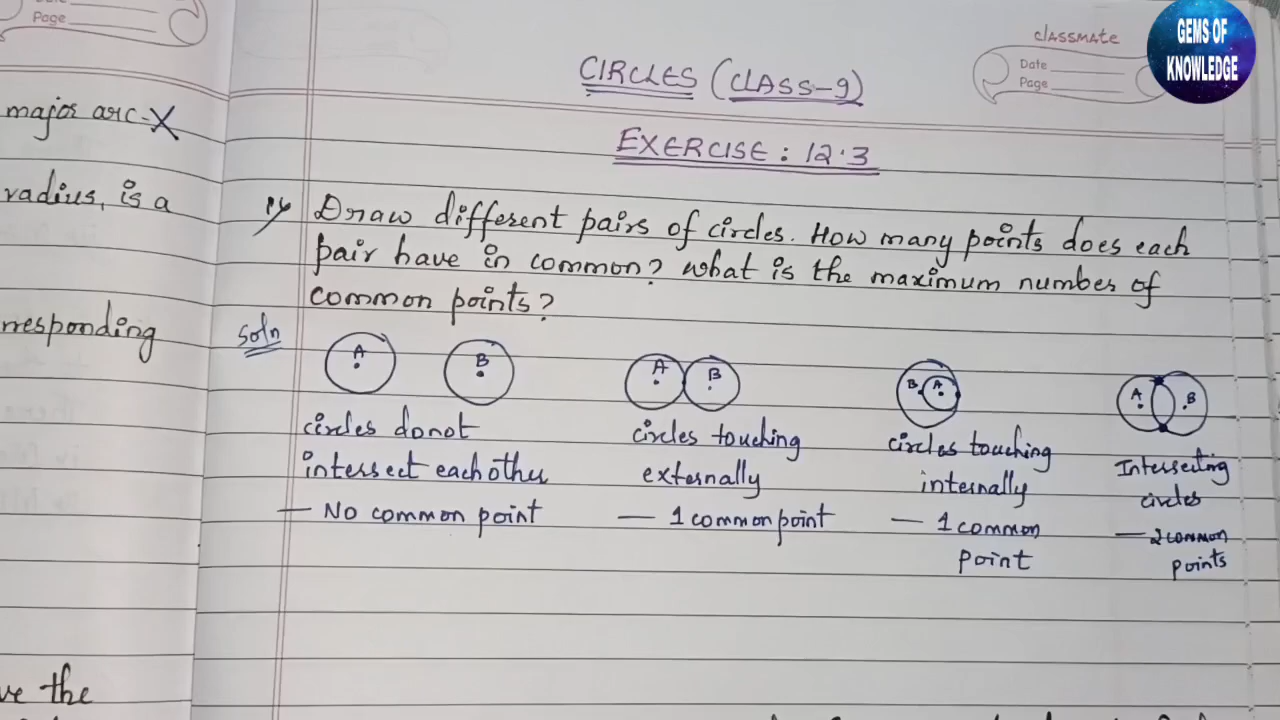 Page
classmate
Date
Page
GEMS OF
KNOWLEDGE
CIRCLES (CLASS-9)
EXERCISE: 12.3
major arc-X
radius, is a
rresponding
ve the
1) Draw different pairs of circles. How many points does each
pair have in common? what is the maximum number of
common points?
Soln
A
B
A
B
B
A
A
B
circles donot
intersect each other
— No common point
circles touching
externally
— 1 common point
circles touching
internally
— 1 common
point
Intersecting
circles
— 2 common
points